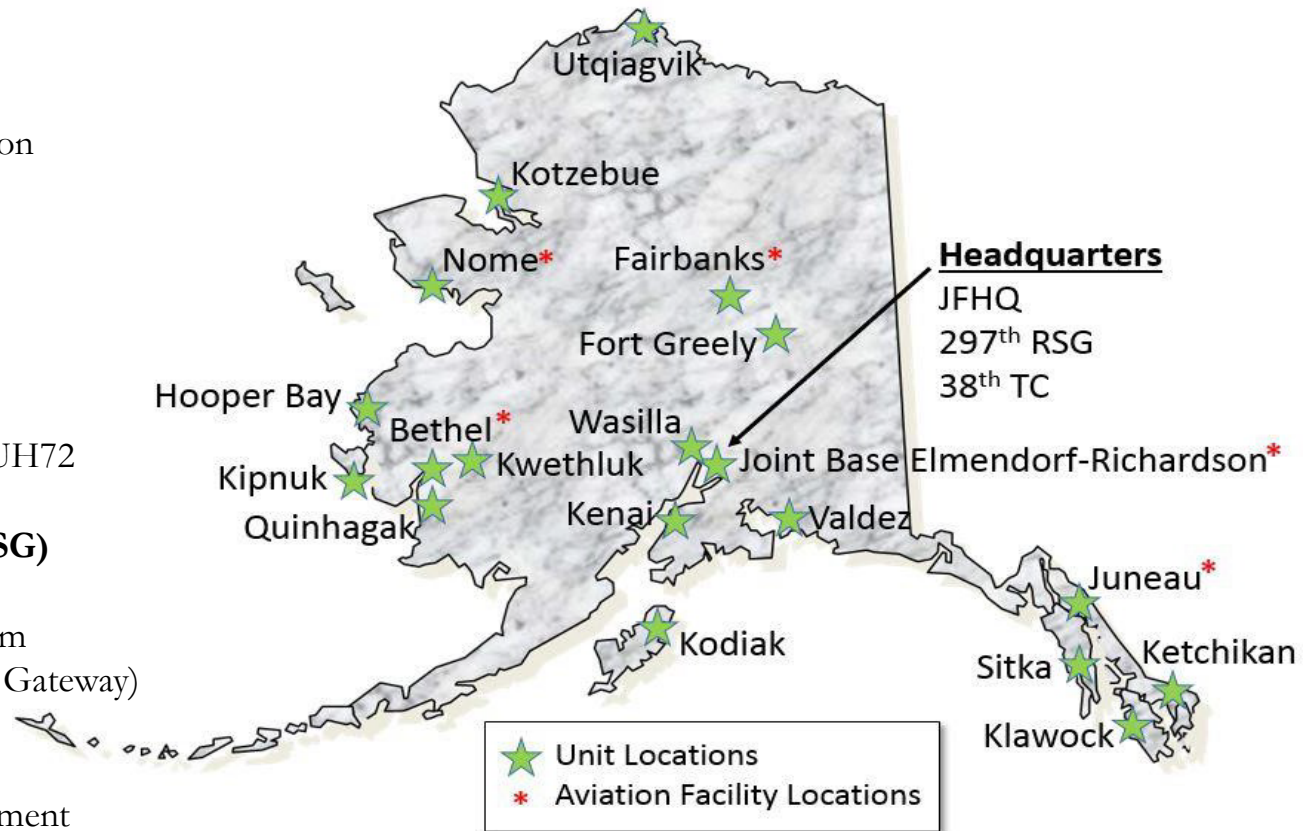 Utqiagvik
on
Kotzebue
Nome*
Fairbanks*
Headquarters
JFHQ
297th RSG
38th TC
Fort Greely
Hooper Bay
Bethel*
Wasilla
UH72
Kwethluk
Joint Base Elmendorf-Richardson*
Kipnuk
Quinhagak
Kenai
Valdez
SG)
Juneau*
m
Kodiak
Gateway)
Sitka
Ketchikan
Klawock
Unit Locations
* Aviation Facility Locations
ment